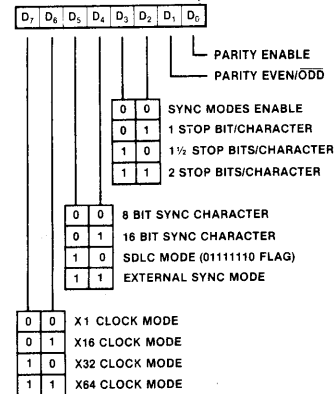 D7 D6 D5 D4 D3 D2 D1 D0
PARITY ENABLE
PARITY EVEN/ODD
0 0 SYNC MODES ENABLE
0 1 1 STOP BIT/CHARACTER
1 0 1½ STOP BITS/CHARACTER
1 1 2 STOP BITS/CHARACTER
0 0 8 BIT SYNC CHARACTER
0 1 16 BIT SYNC CHARACTER
1 0 SDLC MODE (01111110 FLAG)
1 1 EXTERNAL SYNC MODE
0 0 X1 CLOCK MODE
0 1 X16 CLOCK MODE
1 0 X32 CLOCK MODE
1 1 X64 CLOCK MODE